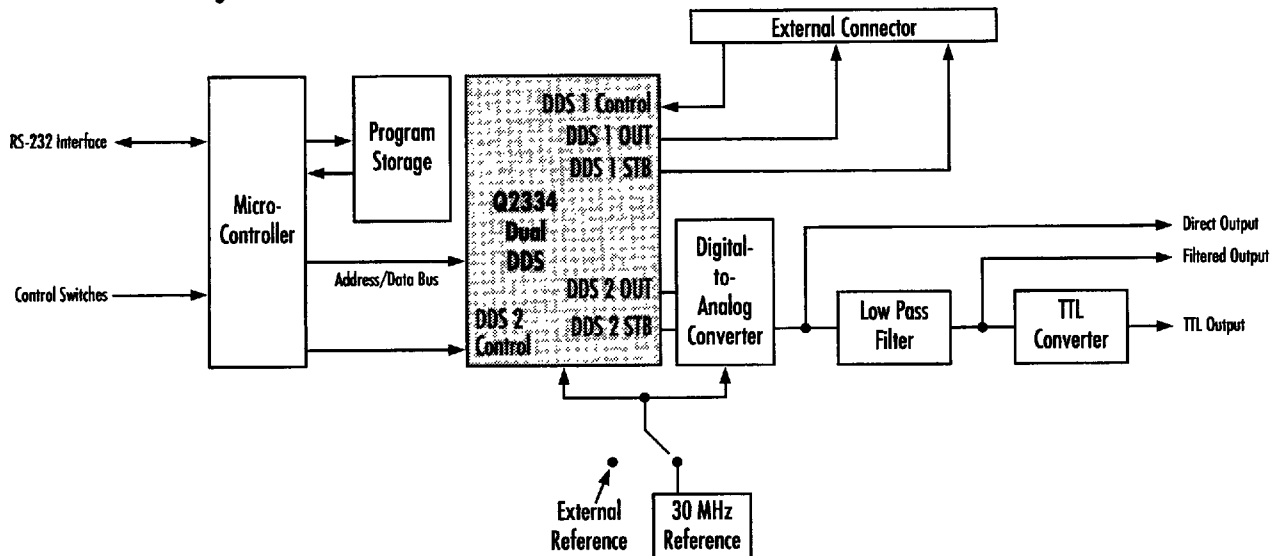 External Connector
RS-232 Interface
Program
Storage
DDS 1 Control
DDS 1 OUT
DDS 1 STB
Micro-
Controller
Q2334
Dual
DDS
Digital-
to-
Analog
Converter
Direct Output
Filtered Output
Control Switches
Address/Data Bus
DDS 2 OUT
DDS 2 STB
DDS 2
Control
Low Pass
Filter
TTL
Converter
TTL Output
External
Reference
30 MHz
Reference